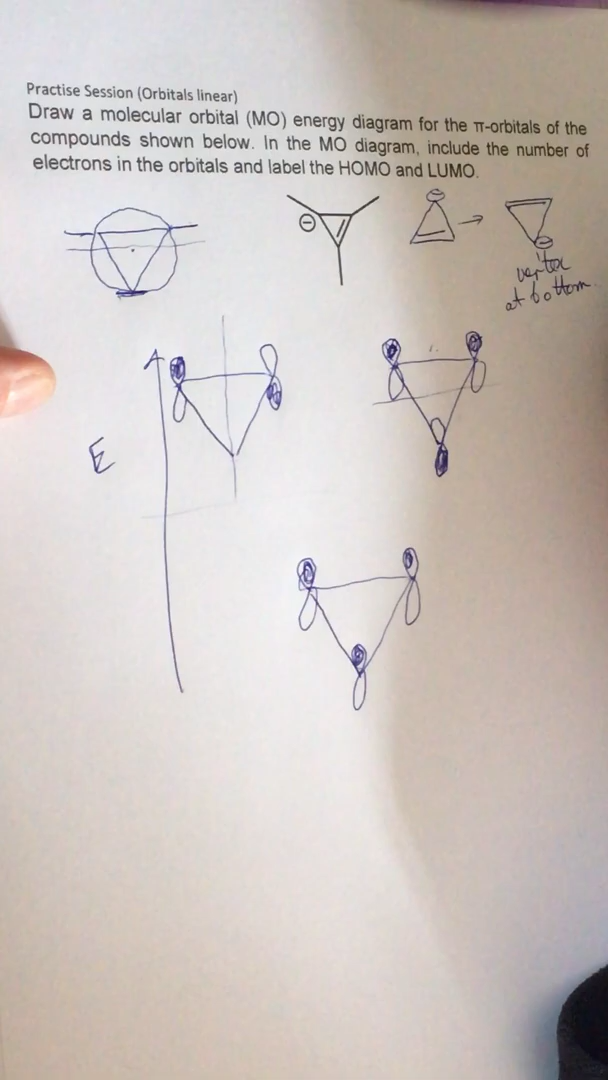 Practise Session (Orbitals linear)
Draw a molecular orbital (MO) energy diagram for the π-orbitals of the
compounds shown below. In the MO diagram, include the number of
electrons in the orbitals and label the HOMO and LUMO.
⊖
⊖
⊖
vertex
at bottom
E